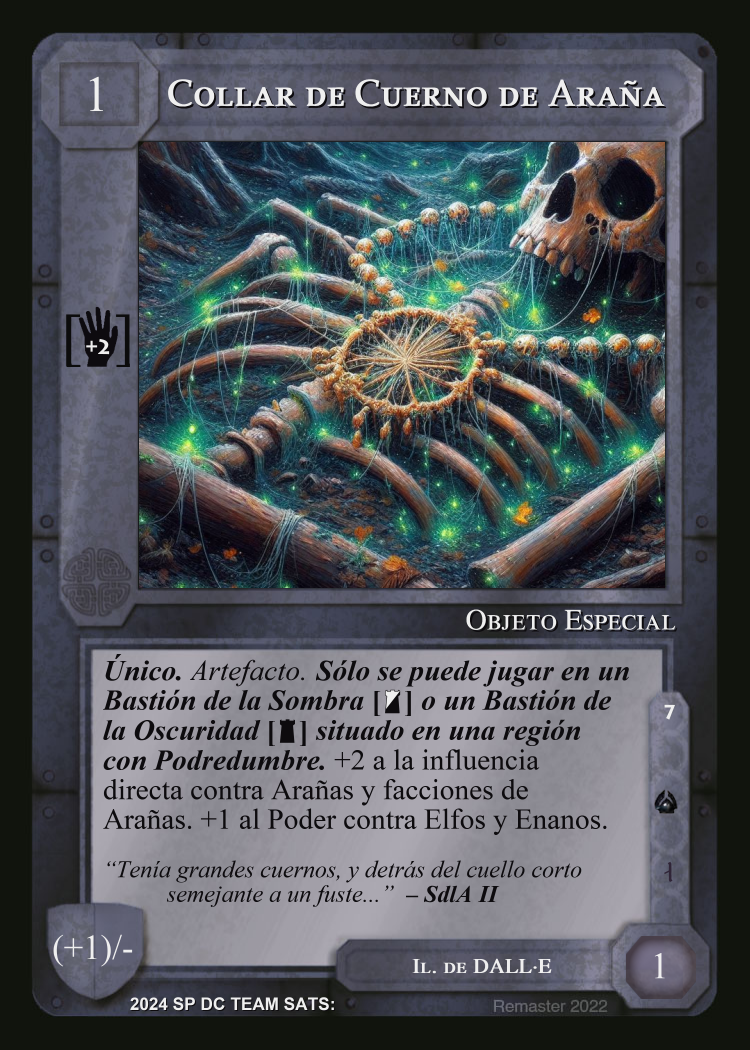 1
Collar de Cuerno de Araña
[+2]
Objeto Especial
Único. Artefacto. Sólo se puede jugar en un
Bastión de la Sombra [ ] o un Bastión de
la Oscuridad [ ] situado en una región
con Podredumbre. +2 a la influencia
directa contra Arañas y facciones de
Arañas. +1 al Poder contra Elfos y Enanos.
7
“Tenía grandes cuernos, y detrás del cuello corto
semejante a un fuste...” – SdlA II
(+1)/-
Il. de DALL·E
1
2024 SP DC TEAM SATS:
Remaster 2022